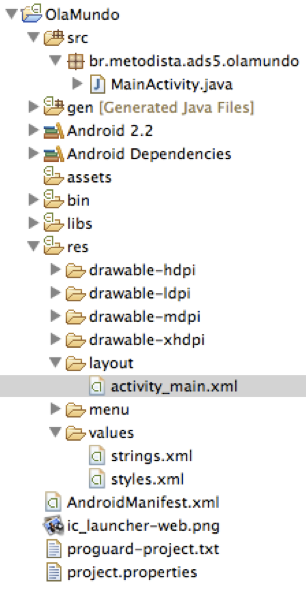 OlaMundo
src
br.metodista.ads5.olamundo
MainActivity.java
gen [Generated Java Files]
Android 2.2
Android Dependencies
assets
bin
libs
res
drawable-hdpi
drawable-ldpi
drawable-mdpi
drawable-xhdpi
layout
activity_main.xml
menu
values
strings.xml
styles.xml
AndroidManifest.xml
ic_launcher-web.png
proguard-project.txt
project.properties